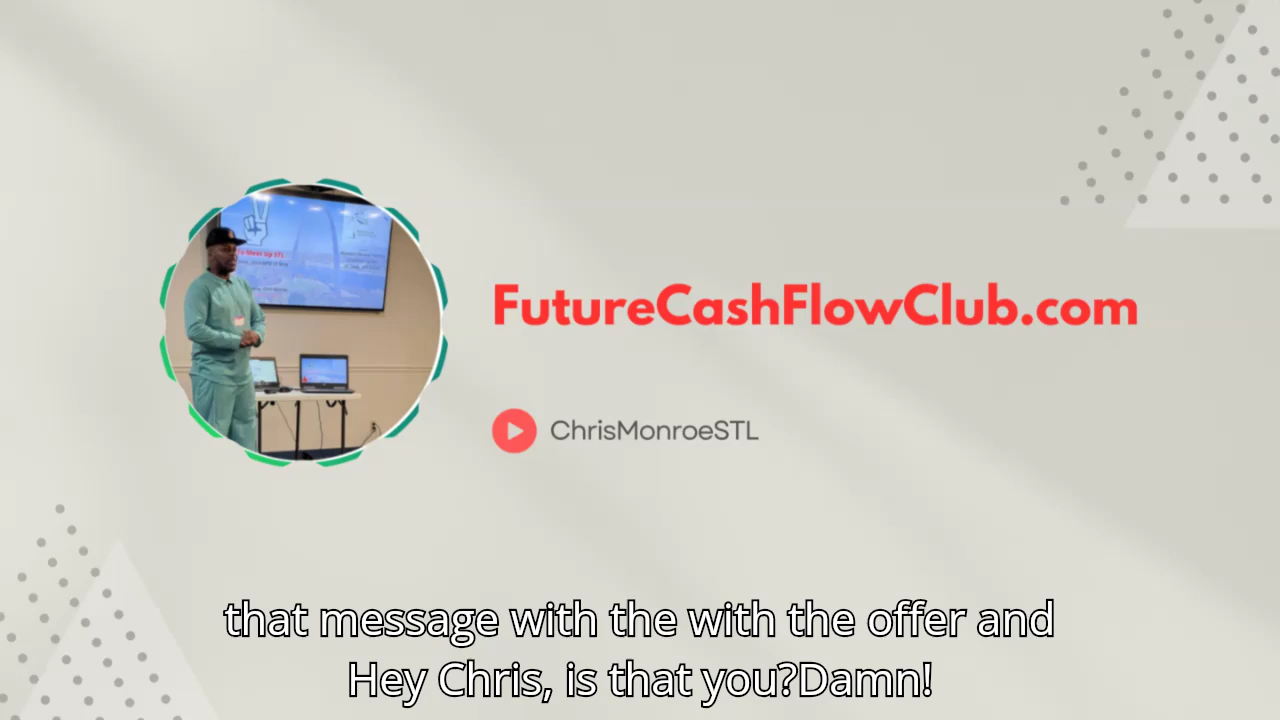 FutureCashFlowClub.com
ChrisMonroeSTL
that message with the with the offer and
Hey Chris, is that you?Damn!